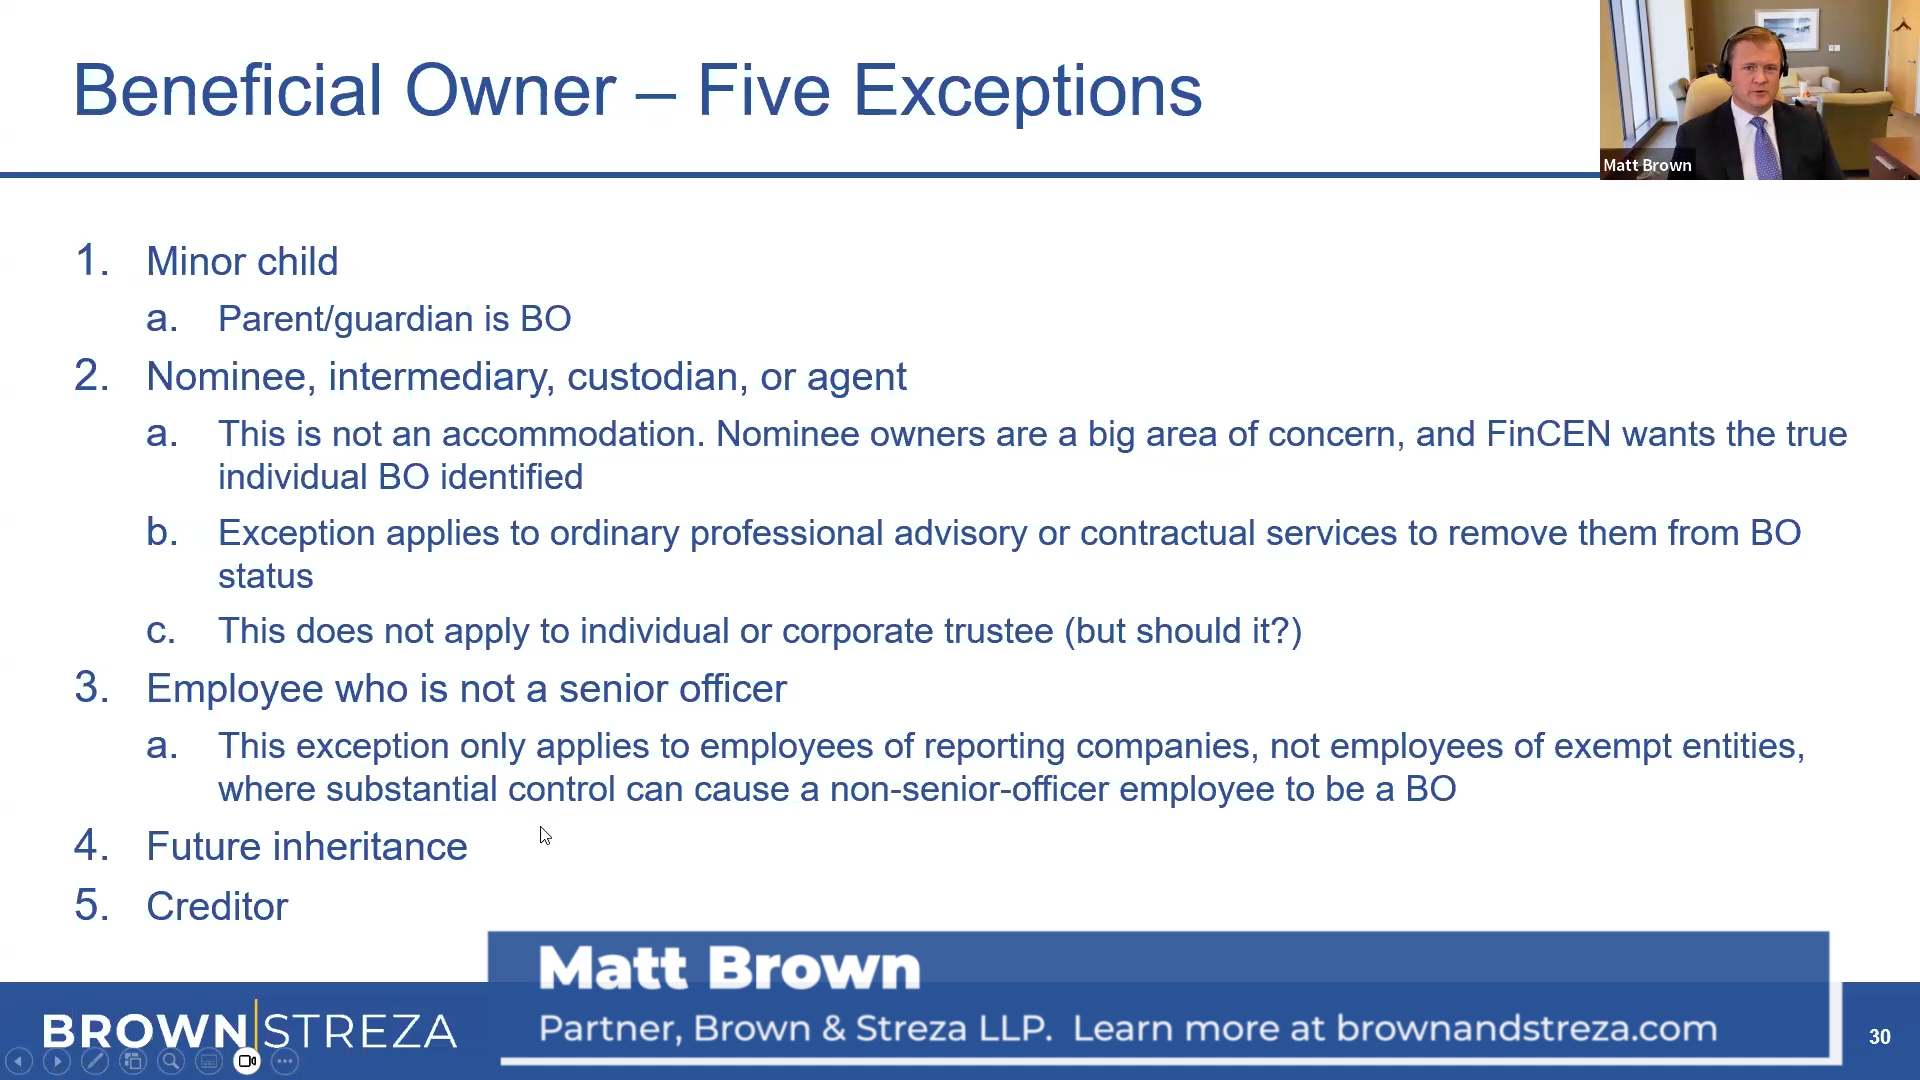 Beneficial Owner – Five Exceptions
Matt Brown
1. Minor child
a. Parent/guardian is BO
2. Nominee, intermediary, custodian, or agent
a. This is not an accommodation. Nominee owners are a big area of concern, and FinCEN wants the true
individual BO identified
b. Exception applies to ordinary professional advisory or contractual services to remove them from BO
status
c. This does not apply to individual or corporate trustee (but should it?)
3. Employee who is not a senior officer
a. This exception only applies to employees of reporting companies, not employees of exempt entities,
where substantial control can cause a non-senior-officer employee to be a BO
4. Future inheritance
5. Creditor
Matt Brown
Partner, Brown & Streza LLP. Learn more at brownandstreza.com
BROWN|STREZA
30